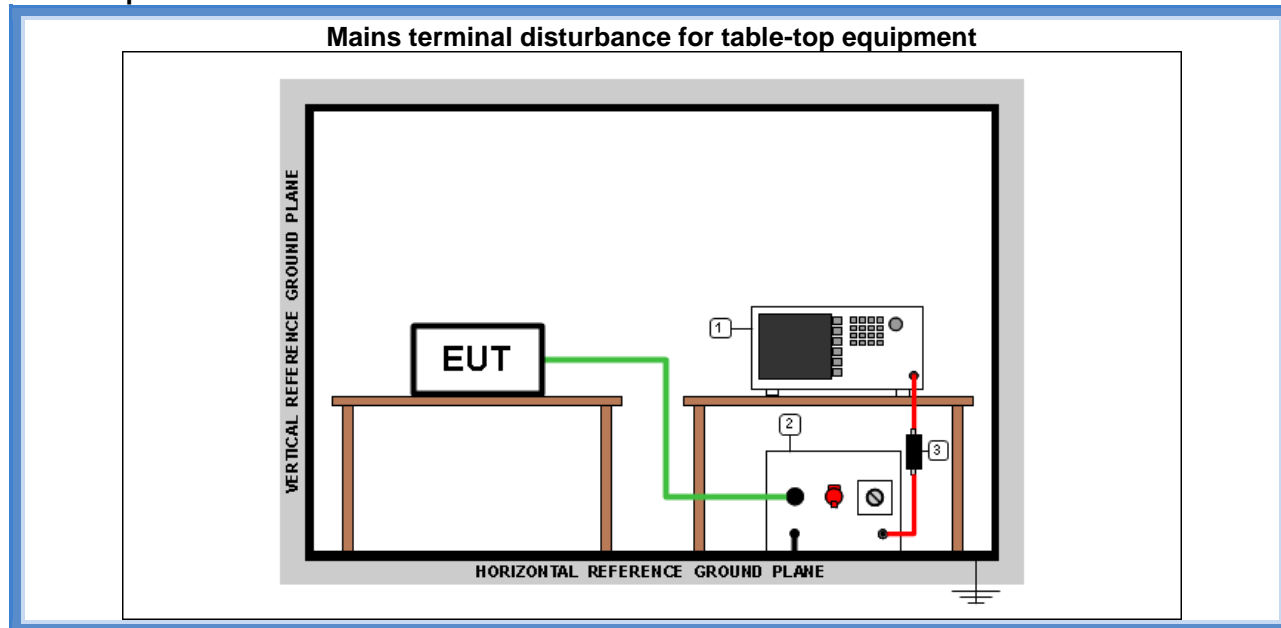 Mains terminal disturbance for table-top equipment
VERTICAL REFERENCE GROUND PLANE
EUT
1
2
3
HORIZONTAL REFERENCE GROUND PLANE